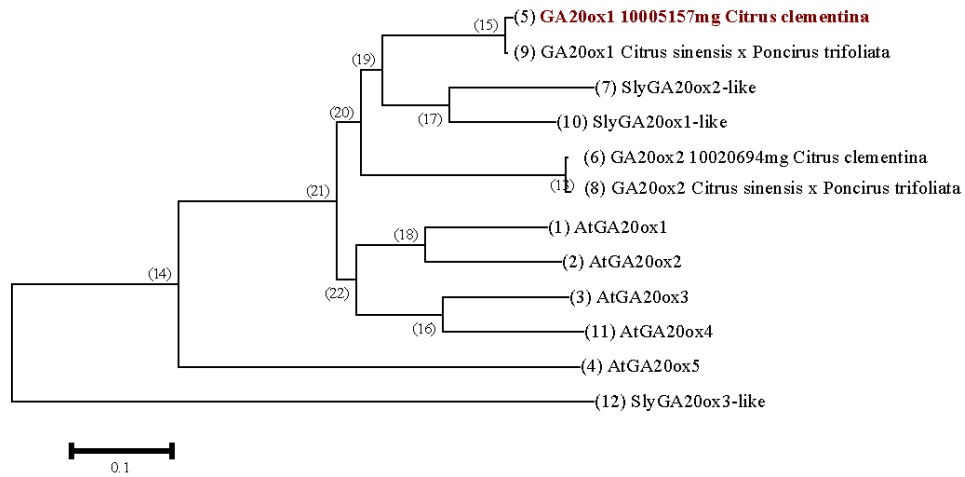 (15)
(5) GA20ox1 10005157mg Citrus clementina
(9) GA20ox1 Citrus sinensis x Poncirus trifoliata
(19)
(7) SlyGA20ox2-like
(17)
(10) SlyGA20ox1-like
(20)
(6) GA20ox2 10020694mg Citrus clementina
(13)
(8) GA20ox2 Citrus sinensis x Poncirus trifoliata
(21)
(1) AtGA20ox1
(18)
(2) AtGA20ox2
(14)
(22)
(3) AtGA20ox3
(16)
(11) AtGA20ox4
(4) AtGA20ox5
(12) SlyGA20ox3-like
0.1